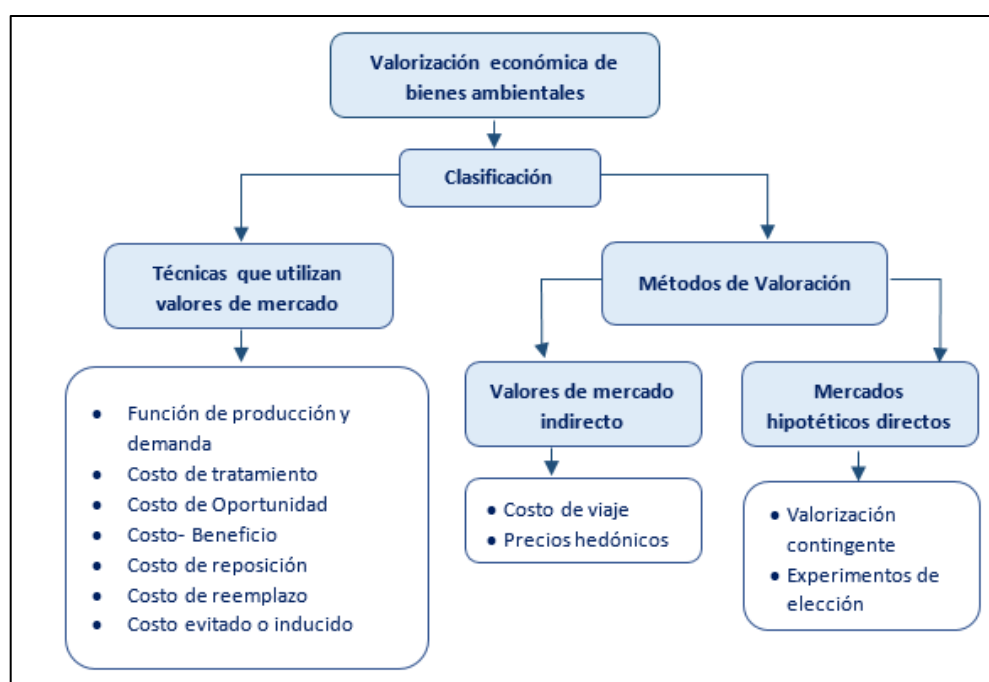 Valorización económica de
bienes ambientales
Clasificación
Técnicas que utilizan
valores de mercado
Métodos de Valoración
● Función de producción y
demanda
● Costo de tratamiento
● Costo de Oportunidad
● Costo- Beneficio
● Costo de reposición
● Costo de reemplazo
● Costo evitado o inducido
Valores de mercado
indirecto
● Costo de viaje
● Precios hedónicos
Mercados
hipotéticos directos
● Valorización
contingente
● Experimentos de
elección